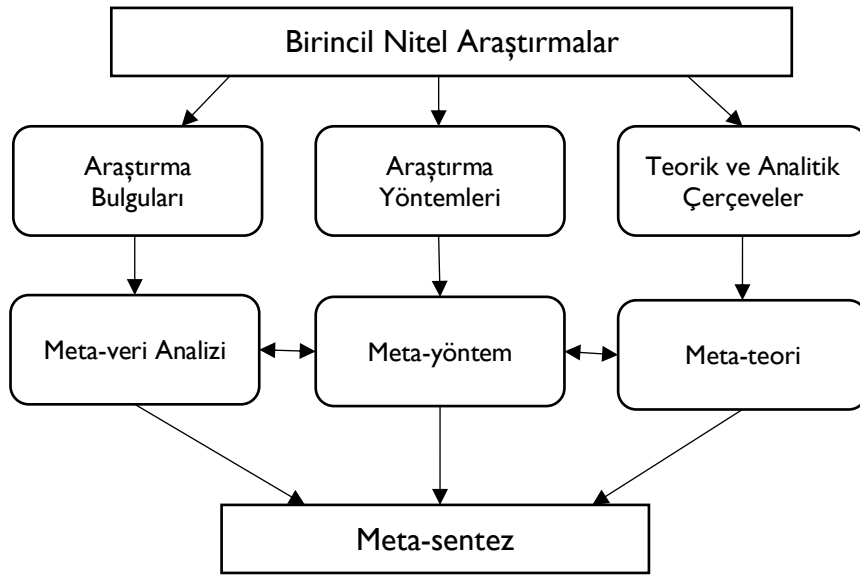 Birincil Nitel Araştırmalar
Araştırma
Bulguları
Araştırma
Yöntemleri
Teorik ve Analitik
Çerçeveler
Meta-veri Analizi
Meta-yöntem
Meta-teori
Meta-sentez